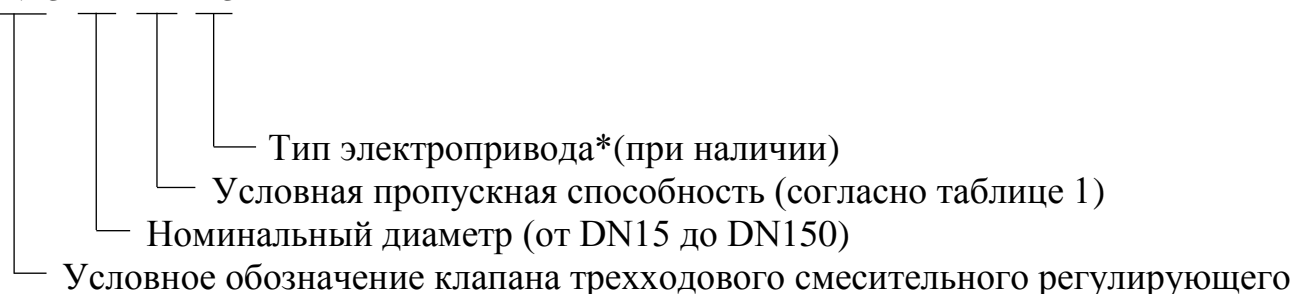 Тип электропривода*(при наличии)
Условная пропускная способность (согласно таблице 1)
Номинальный диаметр (от DN15 до DN150)
Условное обозначение клапана трехходового смесительного регулирующего